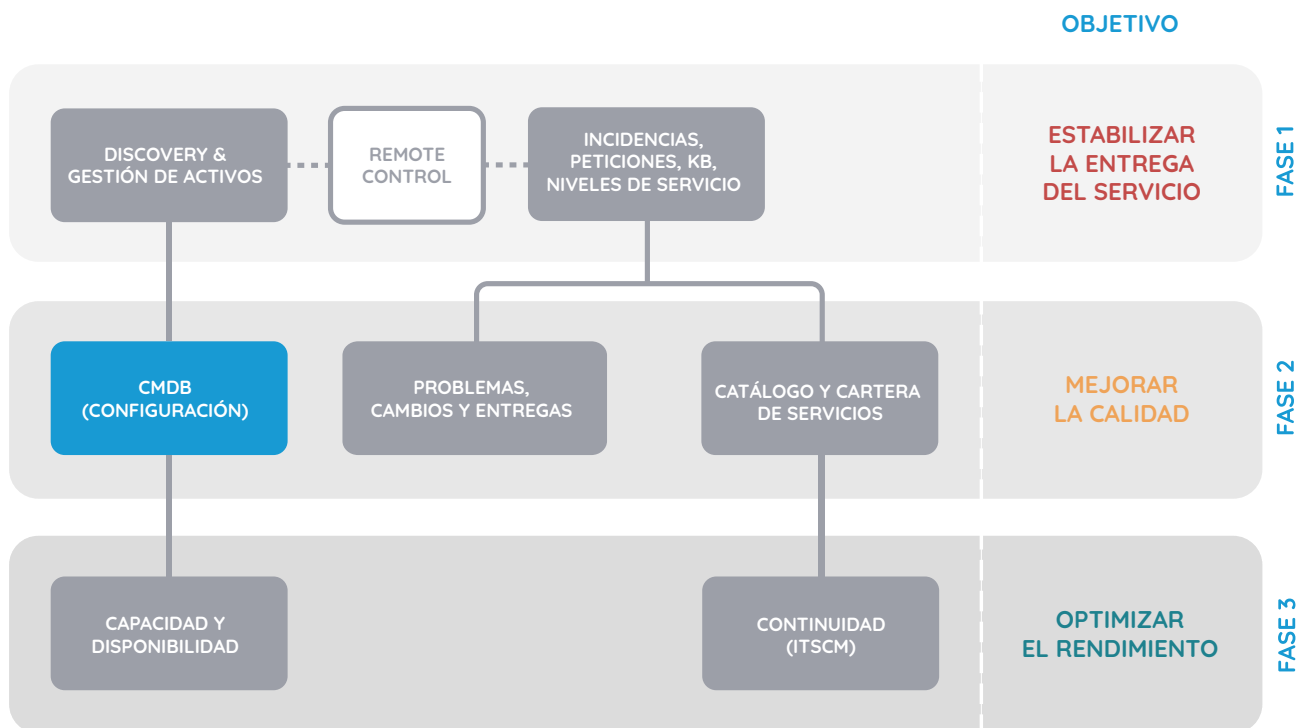 OBJETIVO
DISCOVERY &
GESTIÓN DE ACTIVOS
REMOTE
CONTROL
INCIDENCIAS,
PETICIONES, KB,
NIVELES DE SERVICIO
ESTABILIZAR
LA ENTREGA
DEL SERVICIO
FASE 1
CMDB
(CONFIGURACIÓN)
PROBLEMAS,
CAMBIOS Y ENTREGAS
CATÁLOGO Y CARTERA
DE SERVICIOS
MEJORAR
LA CALIDAD
FASE 2
CAPACIDAD Y
DISPONIBILIDAD
CONTINUIDAD
(ITSCM)
OPTIMIZAR
EL RENDIMIENTO
FASE 3